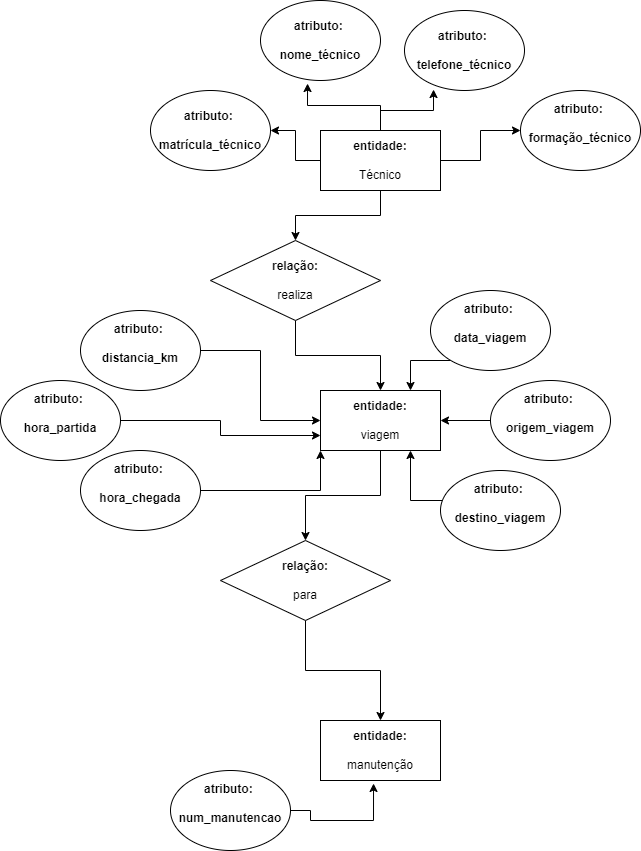 atributo:
nome_técnico
atributo:
telefone_técnico
atributo:
matrícula_técnico
atributo:
formação_técnico
entidade:
Técnico
relação:
realiza
atributo:
distancia_km
atributo:
data_viagem
atributo:
hora_partida
entidade:
viagem
atributo:
origem_viagem
atributo:
hora_chegada
atributo:
destino_viagem
relação:
para
entidade:
manutenção
atributo:
num_manutencao